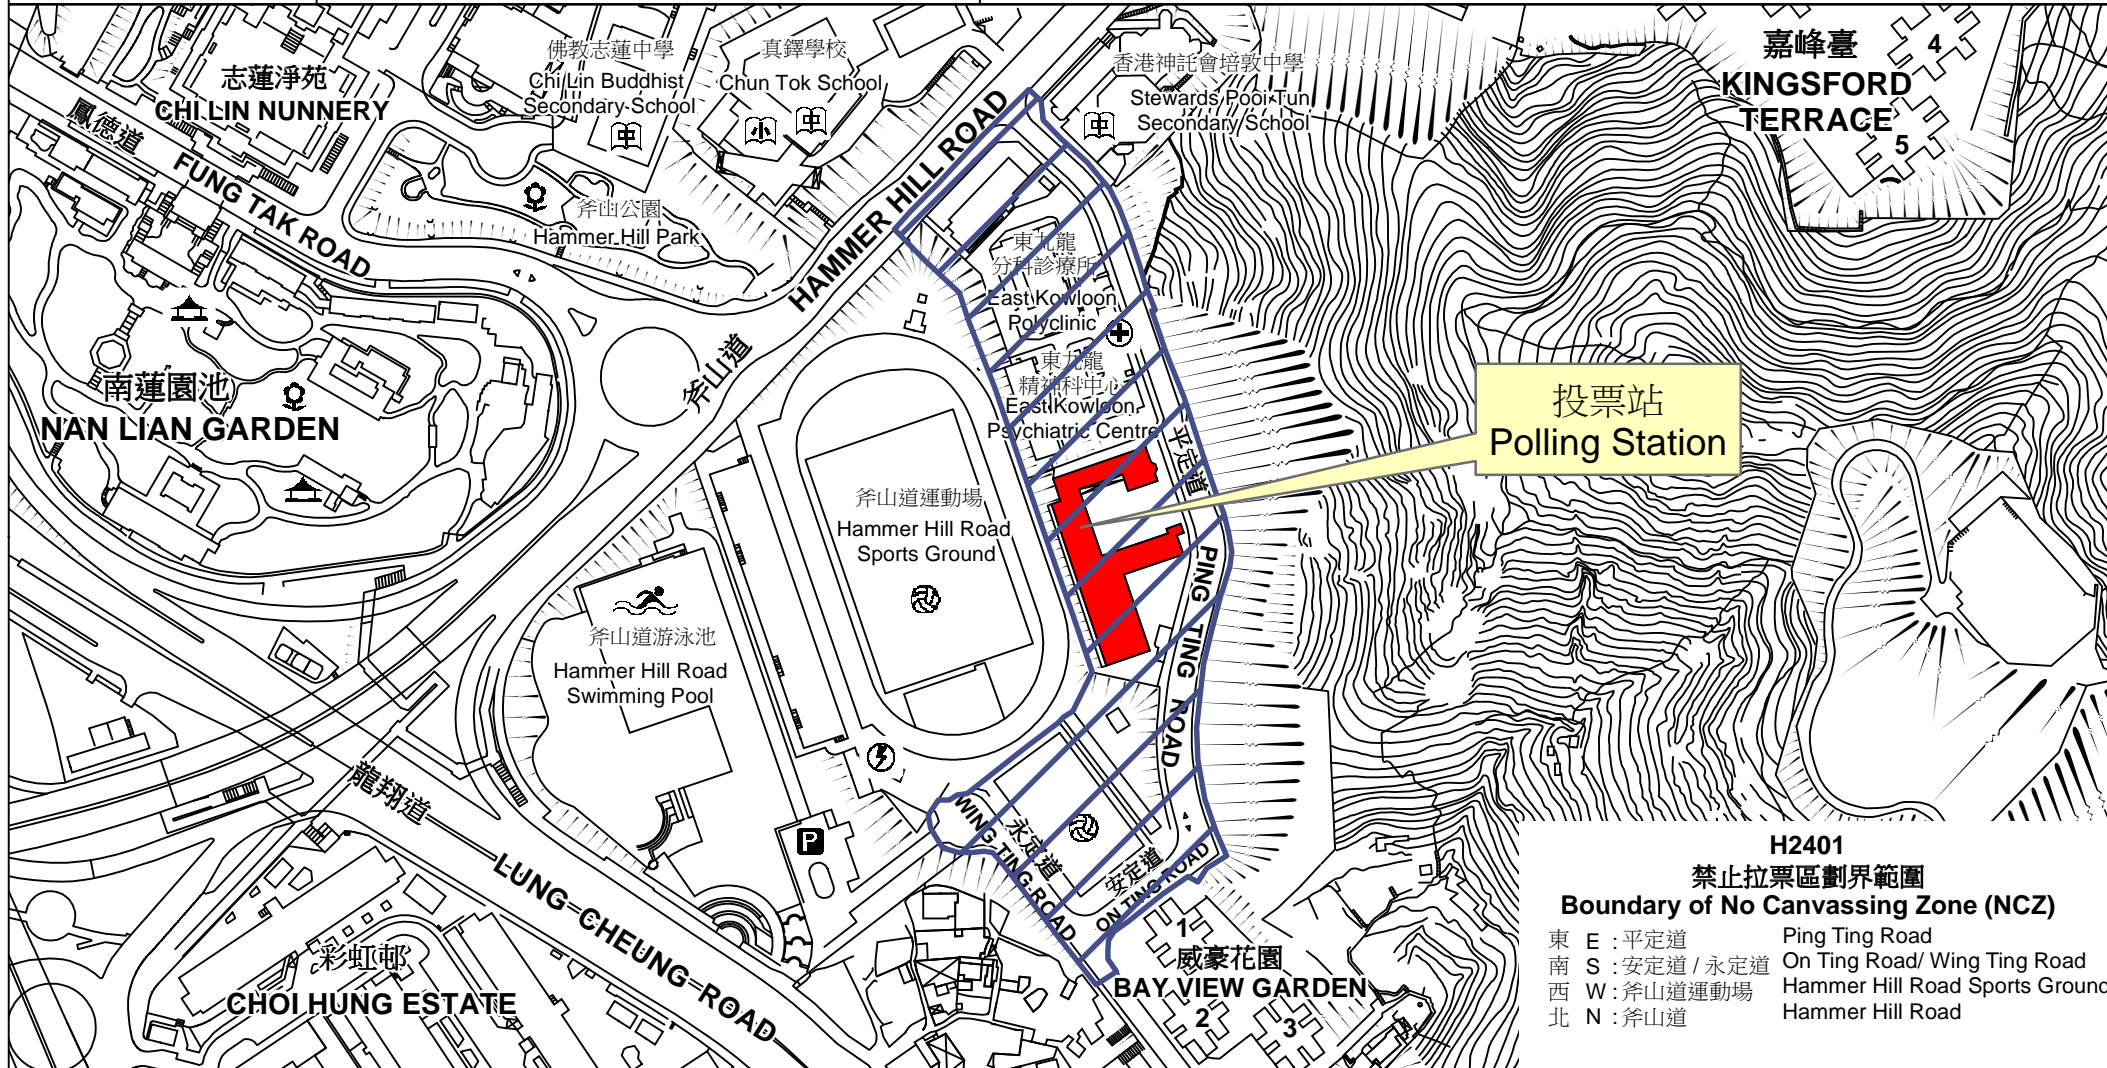 佛教志蓮中學
Chi Lin Buddhist
Secondary School
真鐸學校
Chun Tok School
香港神託會培敦中學
Stewards Pooi Tun
Secondary School
嘉峰臺
KINGSFORD
TERRACE
4
5
志蓮淨苑
CHI LIN NUNNERY
中
小
中
中
鳳德道
FUNG TAK ROAD
斧山公園
Hammer Hill Park
HAMMER HILL ROAD
斧山道
東九龍
分科診療所
East Kowloon
Polyclinic
東九龍
精神科中心
East Kowloon
Psychiatric Centre
南蓮園池
NAN LIAN GARDEN
投票站
Polling Station
平定道
PING TING ROAD
斧山道運動場
Hammer Hill Road
Sports Ground
斧山道游泳池
Hammer Hill Road
Swimming Pool
龍翔道
LUNG CHEUNG ROAD
P
永定道
WING TING ROAD
安定道
ON TING ROAD
彩虹邨
CHOI HUNG ESTATE
1
威豪花園
BAY VIEW GARDEN
2
3
H2401
禁止拉票區劃界範圍
Boundary of No Canvassing Zone (NCZ)
東 E : 平定道 Ping Ting Road
南 S : 安定道 / 永定道 On Ting Road/ Wing Ting Road
西 W : 斧山道運動場 Hammer Hill Road Sports Ground
北 N : 斧山道 Hammer Hill Road